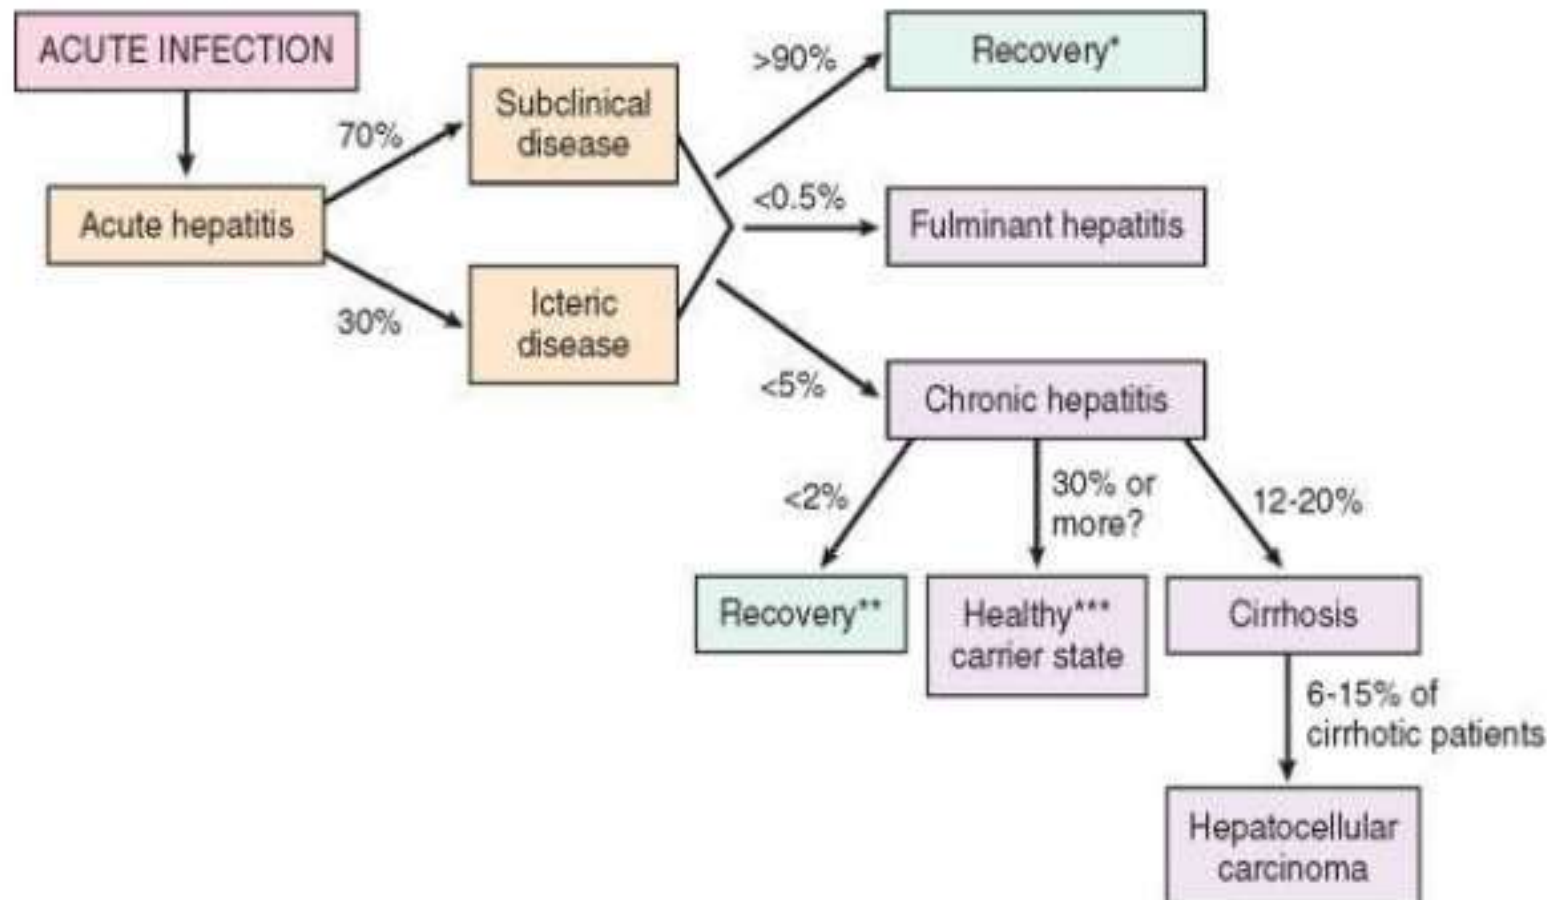 ACUTE INFECTION
Acute hepatitis
70%
30%
Subclinical
disease
Icteric
disease
>90%
Recovery*
<0.5%
Fulminant hepatitis
<5%
Chronic hepatitis
<2%
30% or
more?
12-20%
Recovery**
Healthy***
carrier state
Cirrhosis
6-15% of
cirrhotic patients
Hepatocellular
carcinoma